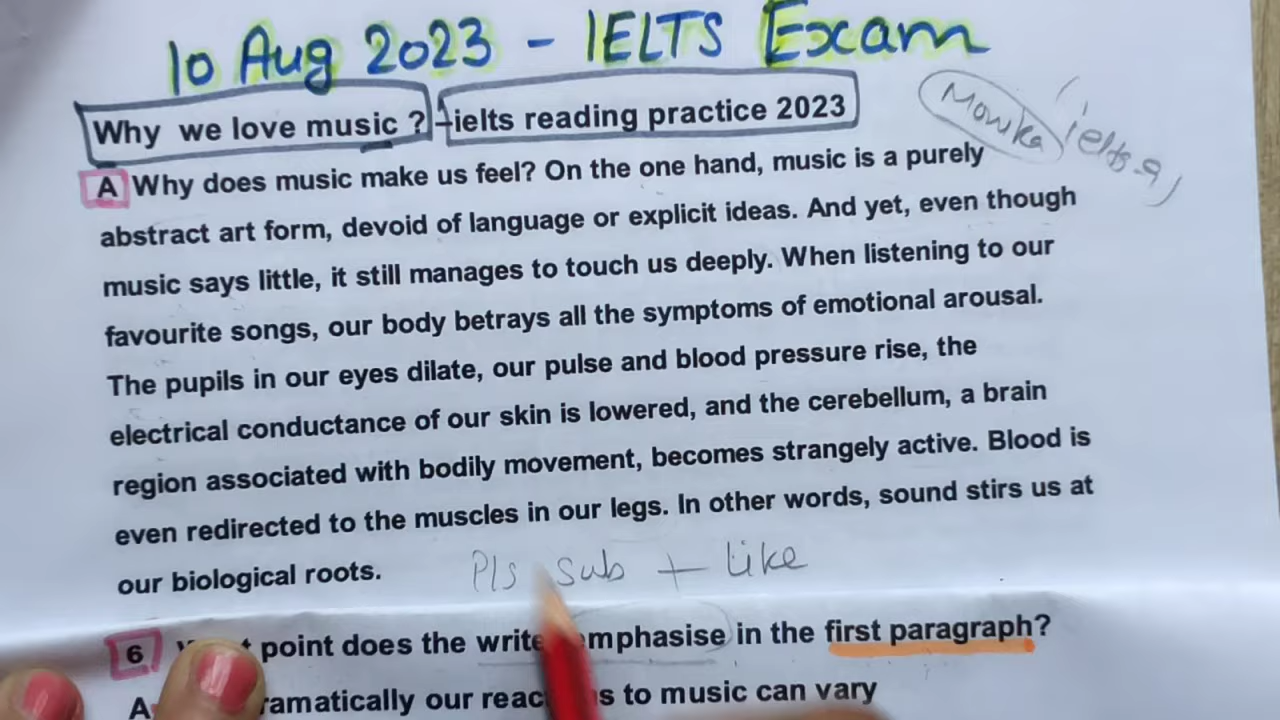 10 Aug 2023 - IELTS Exam
Why we love music ? -ielts reading practice 2023
Monika
(ielts-9)
A Why does music make us feel? On the one hand, music is a purely
abstract art form, devoid of language or explicit ideas. And yet, even though
music says little, it still manages to touch us deeply. When listening to our
favourite songs, our body betrays all the symptoms of emotional arousal.
The pupils in our eyes dilate, our pulse and blood pressure rise, the
electrical conductance of our skin is lowered, and the cerebellum, a brain
region associated with bodily movement, becomes strangely active. Blood is
even redirected to the muscles in our legs. In other words, sound stirs us at
our biological roots.
Pls sub + Like
6 point does the write emphasise in the first paragraph?
A ramatically our reac s to music can vary